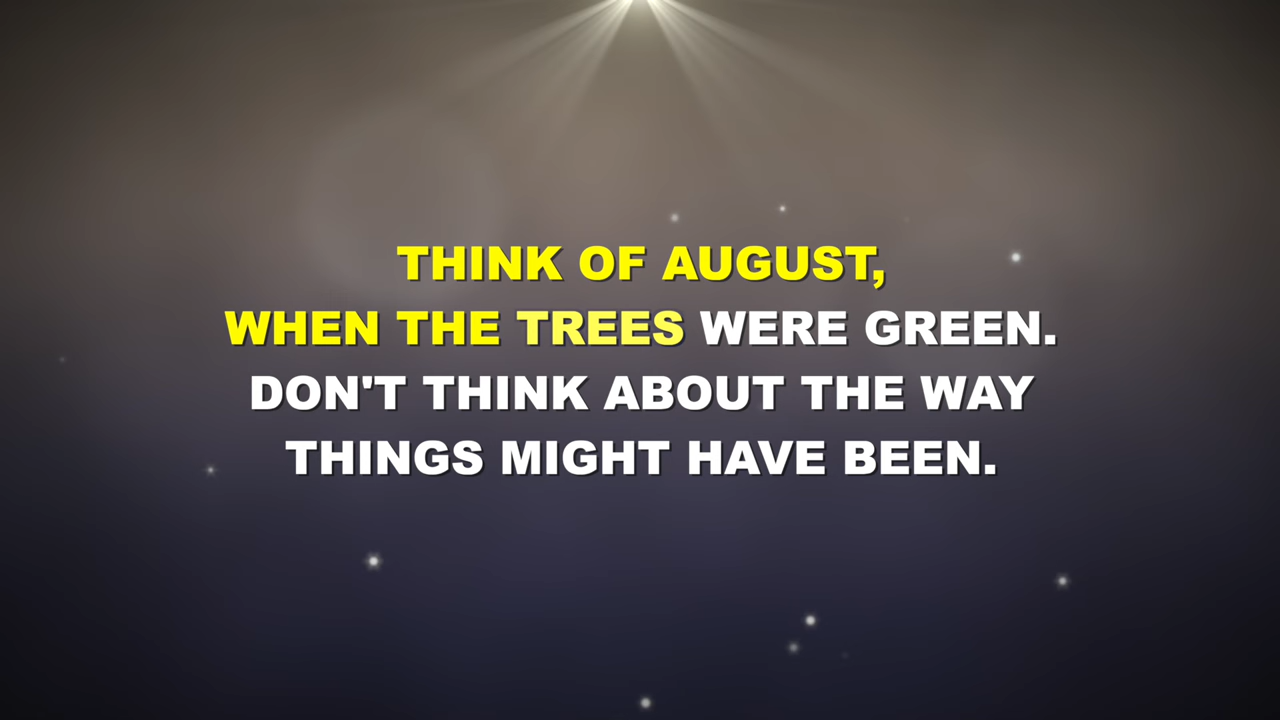 THINK OF AUGUST,
WHEN THE TREES WERE GREEN.
DON'T THINK ABOUT THE WAY
THINGS MIGHT HAVE BEEN.